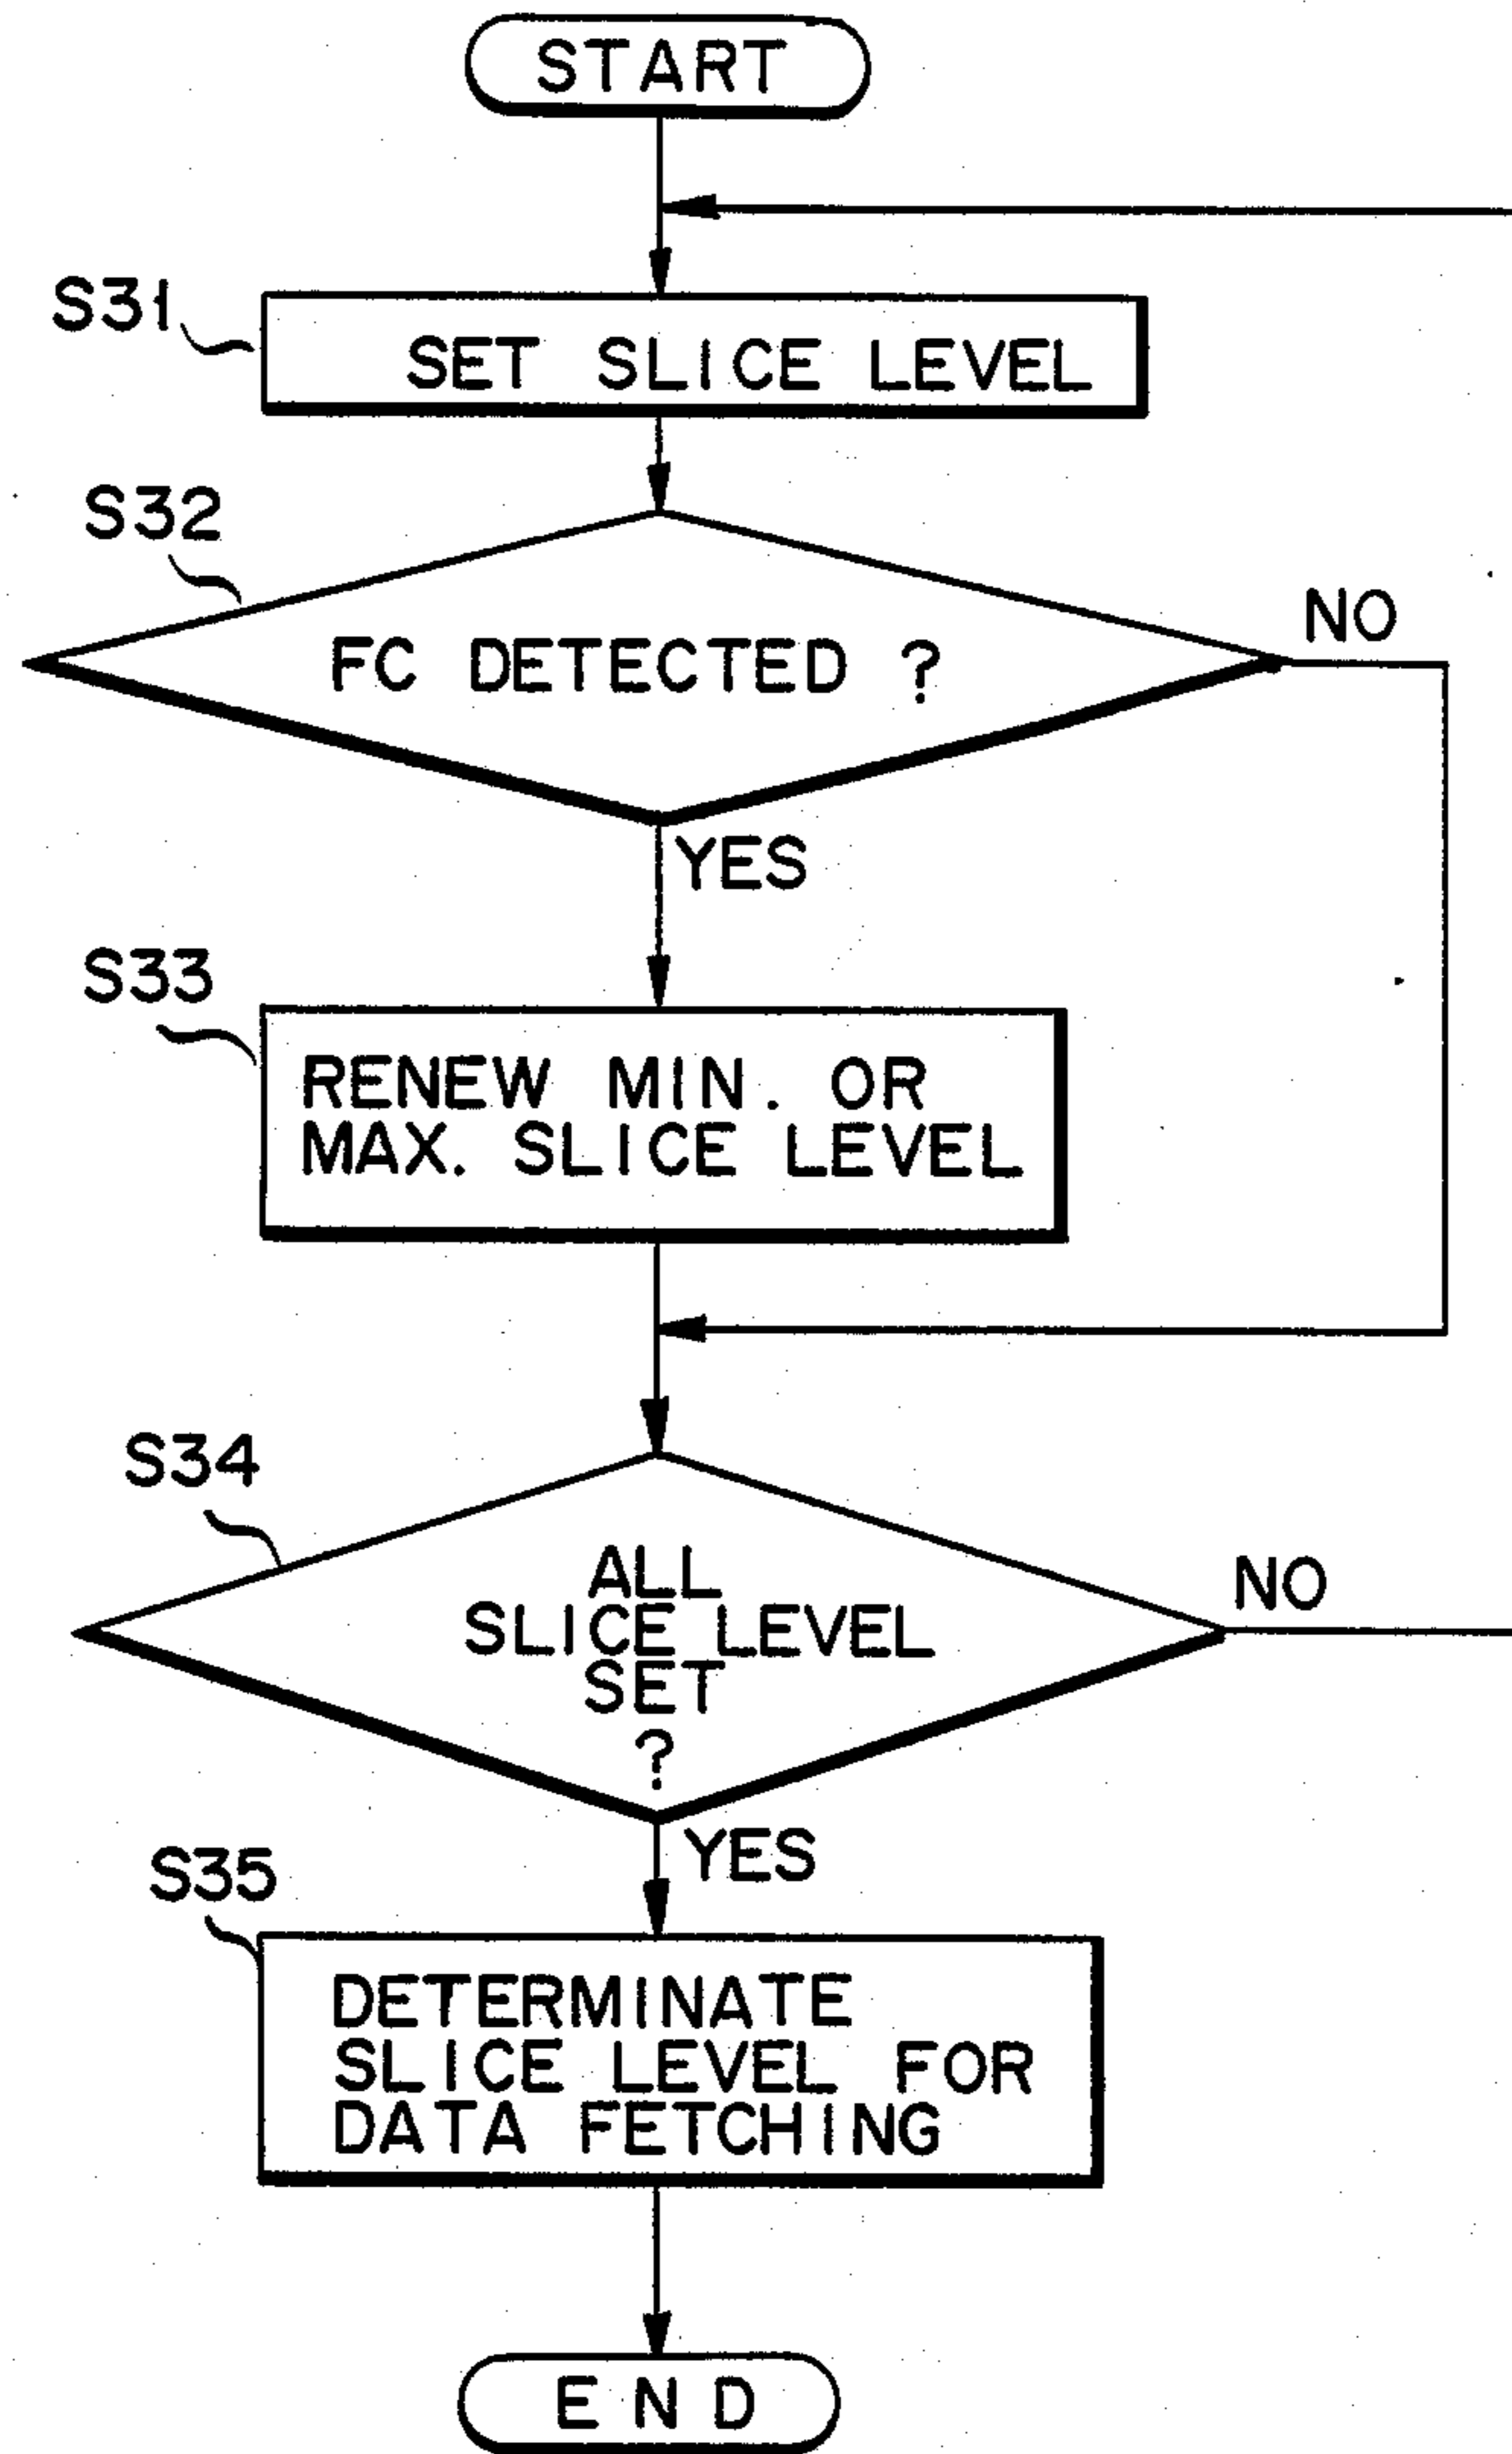 START
S31
SET SLICE LEVEL
S32
FC DETECTED ?
NO
YES
S33
RENEW MIN. OR
MAX. SLICE LEVEL
S34
ALL
SLICE LEVEL
SET
?
NO
YES
S35
DETERMINATE
SLICE LEVEL FOR
DATA FETCHING
END